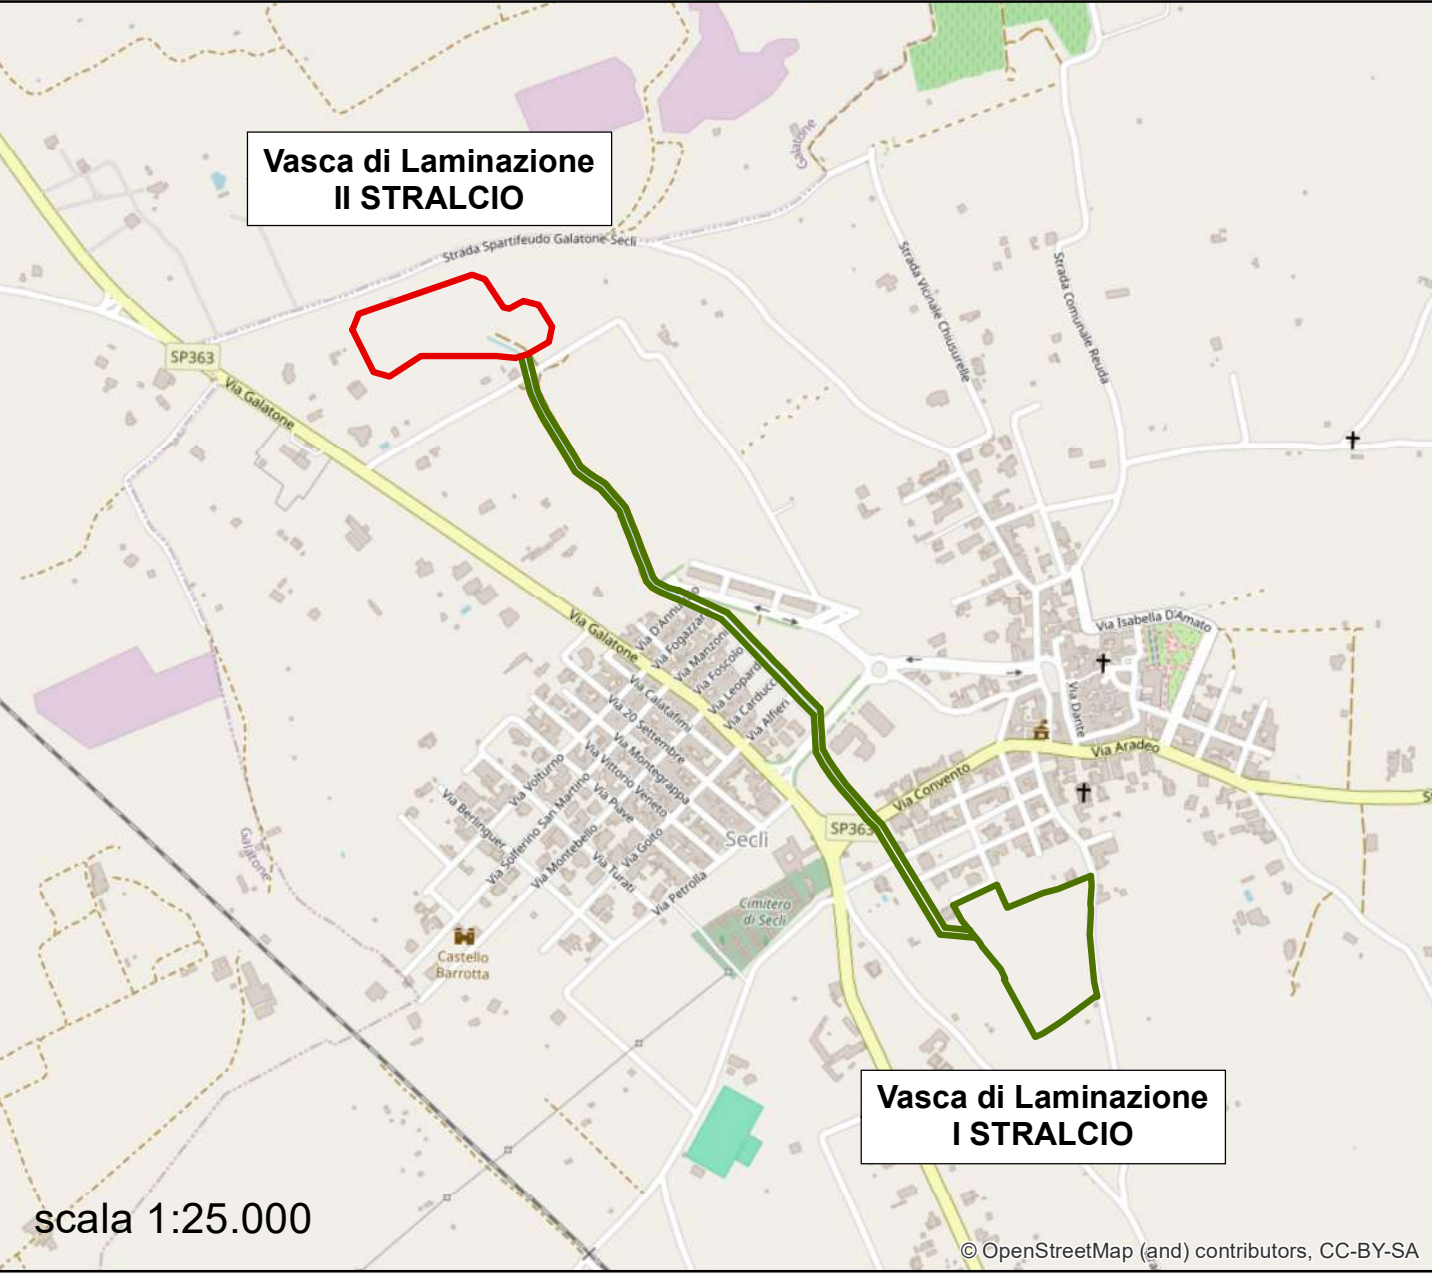 Galatone
Vasca di Laminazione
II STRALCIO
Strada Spartifeudo Galatone-Secli
Strada Vicinale Chiusurelle
Strada Comunale Reuda
SP363
Via Galatone
Via Galatone
Via D'Annunzio
Via Fogazzaro
Via Manzoni
Via Foscolo
Via Leopardi
Via Carducci
Via Alfieri
Via Isabella D'Amato
Via Dante
Via Aradeo
Via Convento
Via Calatafimi
Via 20 Settembre
Via Montegrappa
Via Vittorio Veneto
Via Piave
Via Volturno
Via Solferino San Martino
Via Berlinguer
Via Montebello
Via Goito
Via Turati
Via Petrolla
Seclì
SP363
Galatone
Cimitero
di Secli
Castello
Barrotta
Vasca di Laminazione
I STRALCIO
scala 1:25.000
© OpenStreetMap (and) contributors, CC-BY-SA